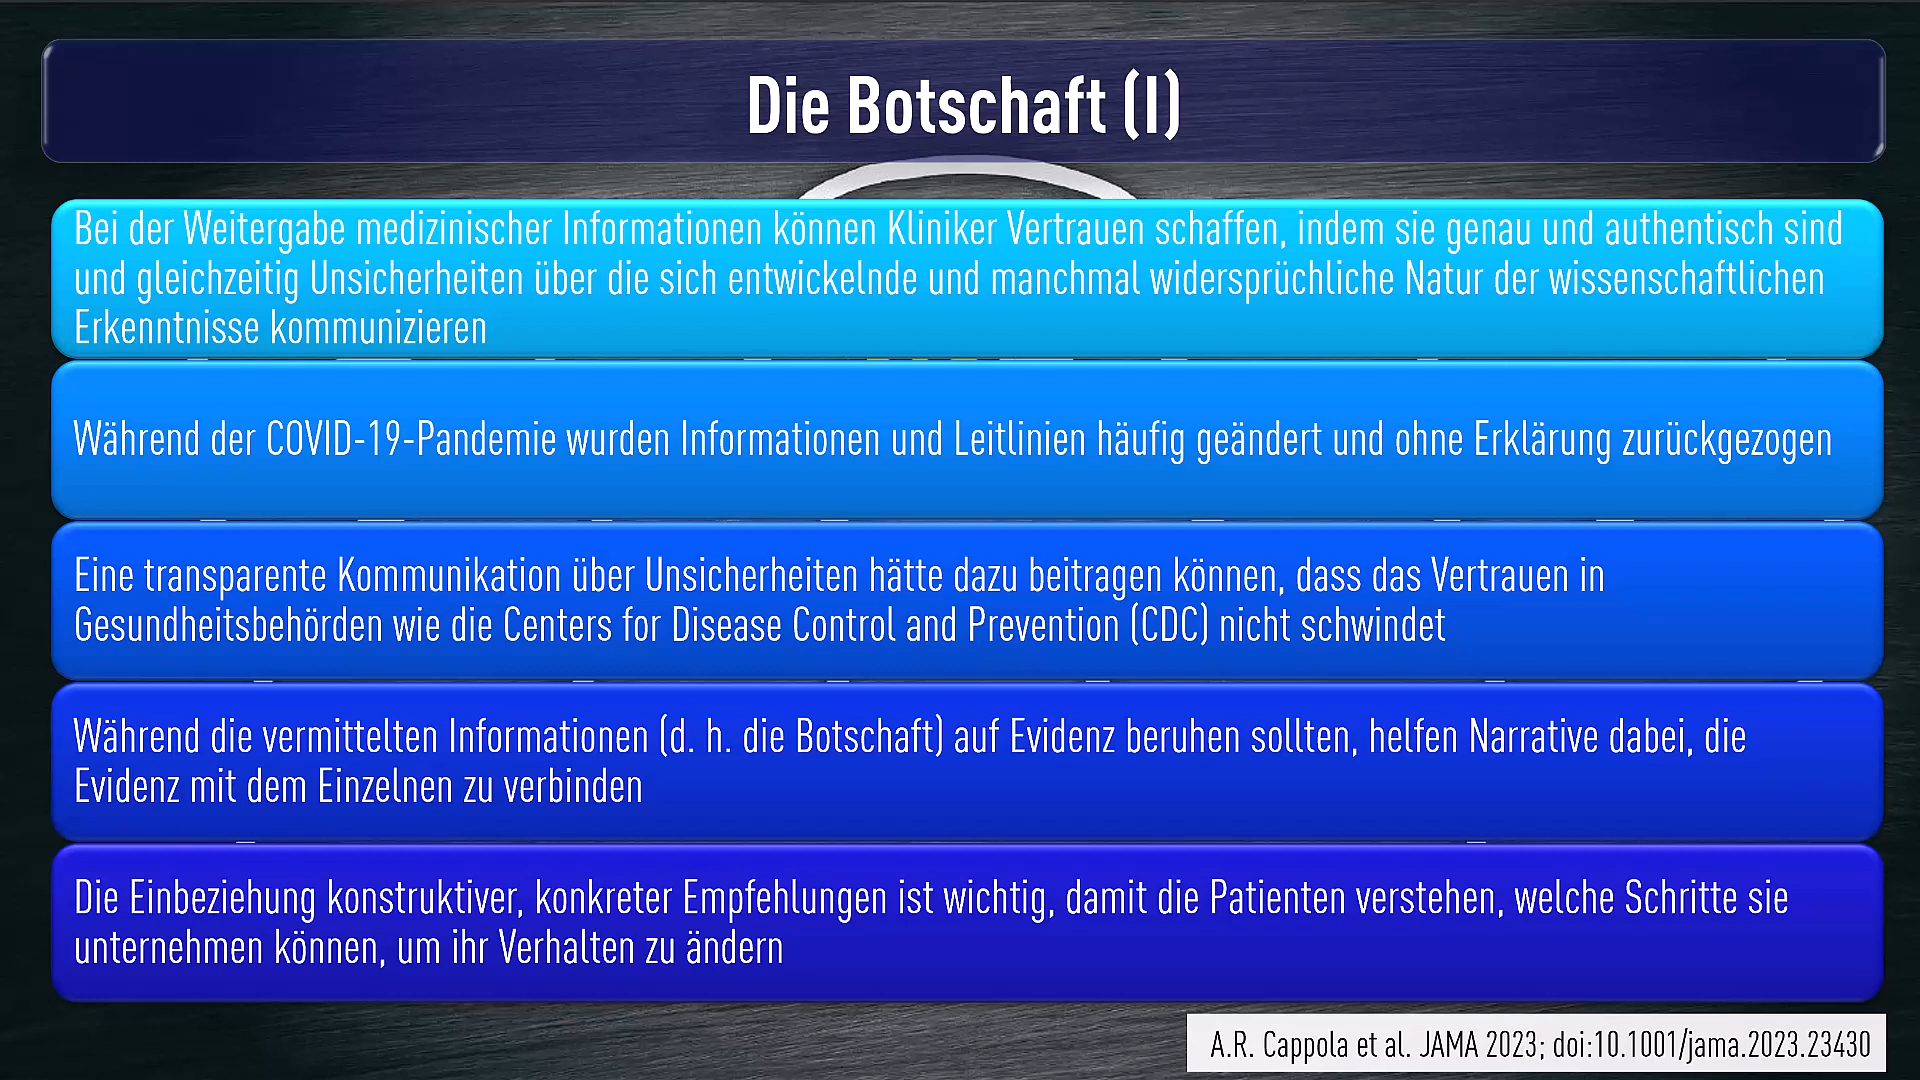 Die Botschaft (I)
Bei der Weitergabe medizinischer Informationen können Kliniker Vertrauen schaffen, indem sie genau und authentisch sind
und gleichzeitig Unsicherheiten über die sich entwickelnde und manchmal widersprüchliche Natur der wissenschaftlichen
Erkenntnisse kommunizieren
Während der COVID-19-Pandemie wurden Informationen und Leitlinien häufig geändert und ohne Erklärung zurückgezogen
Eine transparente Kommunikation über Unsicherheiten hätte dazu beitragen können, dass das Vertrauen in
Gesundheitsbehörden wie die Centers for Disease Control and Prevention (CDC) nicht schwindet
Während die vermittelten Informationen (d. h. die Botschaft) auf Evidenz beruhen sollten, helfen Narrative dabei, die
Evidenz mit dem Einzelnen zu verbinden
Die Einbeziehung konstruktiver, konkreter Empfehlungen ist wichtig, damit die Patienten verstehen, welche Schritte sie
unternehmen können, um ihr Verhalten zu ändern
A.R. Cappola et al. JAMA 2023; doi:10.1001/jama.2023.23430